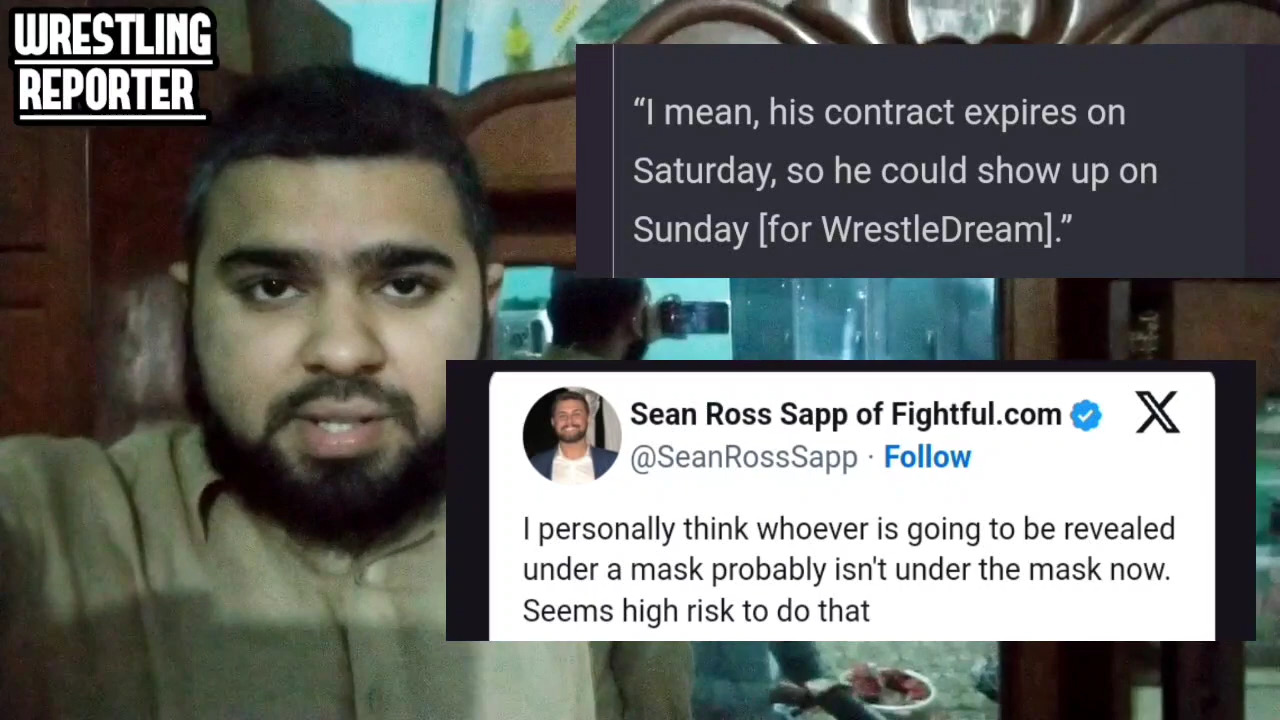 WRESTLING
REPORTER
“I mean, his contract expires on
Saturday, so he could show up on
Sunday [for WrestleDream].”
Sean Ross Sapp of Fightful.com
X
@SeanRossSapp · Follow
I personally think whoever is going to be revealed
under a mask probably isn't under the mask now.
Seems high risk to do that